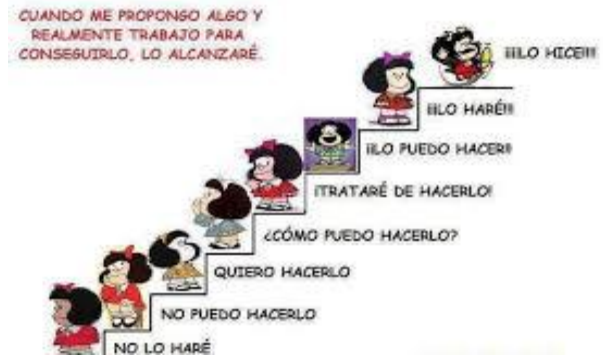 CUANDO ME PROPONGO ALGO Y
REALMENTE TRABAJO PARA
CONSEGUIRLO, LO ALCANZARÉ.
¡¡¡LO HICE!!!
¡¡LO HARÉ!!
¡LO PUEDO HACER!!
¡TRATARÉ DE HACERLO!
¿CÓMO PUEDO HACERLO?
QUIERO HACERLO
NO PUEDO HACERLO
NO LO HARÉ